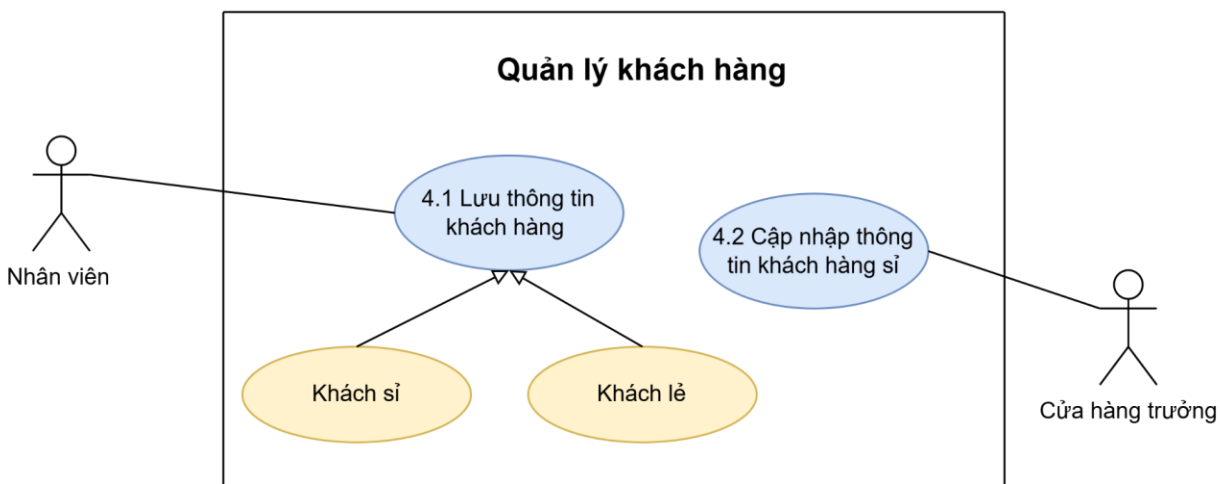 Quản lý khách hàng
4.1 Lưu thông tin
khách hàng
4.2 Cập nhập thông
tin khách hàng sỉ
Nhân viên
Khách sỉ
Khách lẻ
Cửa hàng trưởng